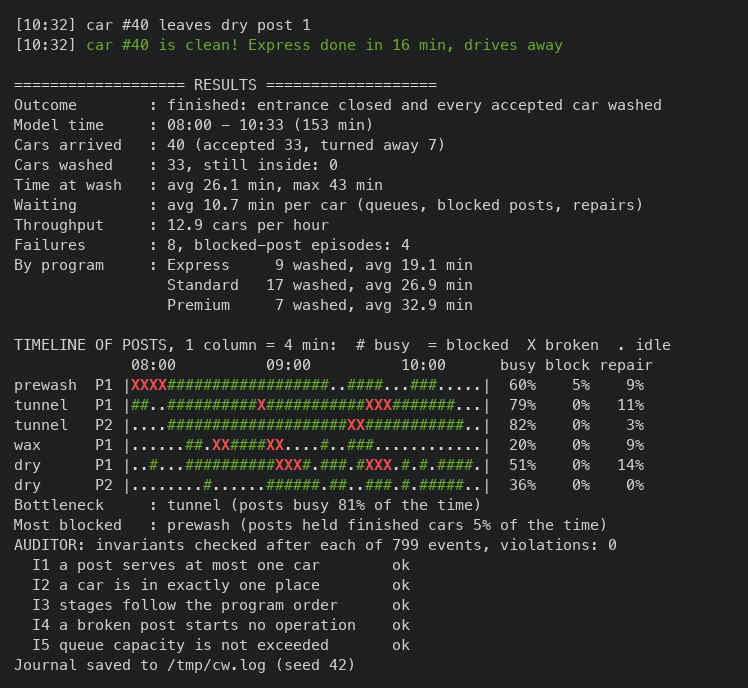 [10:32] car #40 leaves dry post 1
[10:32] car #40 is clean! Express done in 16 min, drives away

=================== RESULTS ===================
Outcome        : finished: entrance closed and every accepted car washed
Model time     : 08:00 – 10:33 (153 min)
Cars arrived   : 40 (accepted 33, turned away 7)
Cars washed    : 33, still inside: 0
Time at wash   : avg 26.1 min, max 43 min
Waiting        : avg 10.7 min per car (queues, blocked posts, repairs)
Throughput     : 12.9 cars per hour
Failures       : 8, blocked-post episodes: 4
By program     : Express     9 washed, avg 19.1 min
                 Standard   17 washed, avg 26.9 min
                 Premium     7 washed, avg 32.9 min

TIMELINE OF POSTS, 1 column = 4 min:  # busy  = blocked  X broken  . idle
             08:00          09:00          10:00      busy block repair
prewash  P1 |XXXX##################..####...###.....|  60%    5%     9%
tunnel   P1 |##..##########X###########XXX#######...|  79%    0%    11%
tunnel   P2 |....####################XX###########..|  82%    0%     3%
wax      P1 |......##.XX####XX....#..###............|  20%    0%     9%
dry      P1 |..#...##########XXX#.###.#XXX.#.#.####.|  51%    0%    14%
dry      P2 |........#......######.##..###.#.#####..|  36%    0%     0%
Bottleneck     : tunnel (posts busy 81% of the time)
Most blocked   : prewash (posts held finished cars 5% of the time)
AUDITOR: invariants checked after each of 799 events, violations: 0
  I1 a post serves at most one car        ok
  I2 a car is in exactly one place        ok
  I3 stages follow the program order      ok
  I4 a broken post starts no operation    ok
  I5 queue capacity is not exceeded       ok
Journal saved to /tmp/cw.log (seed 42)